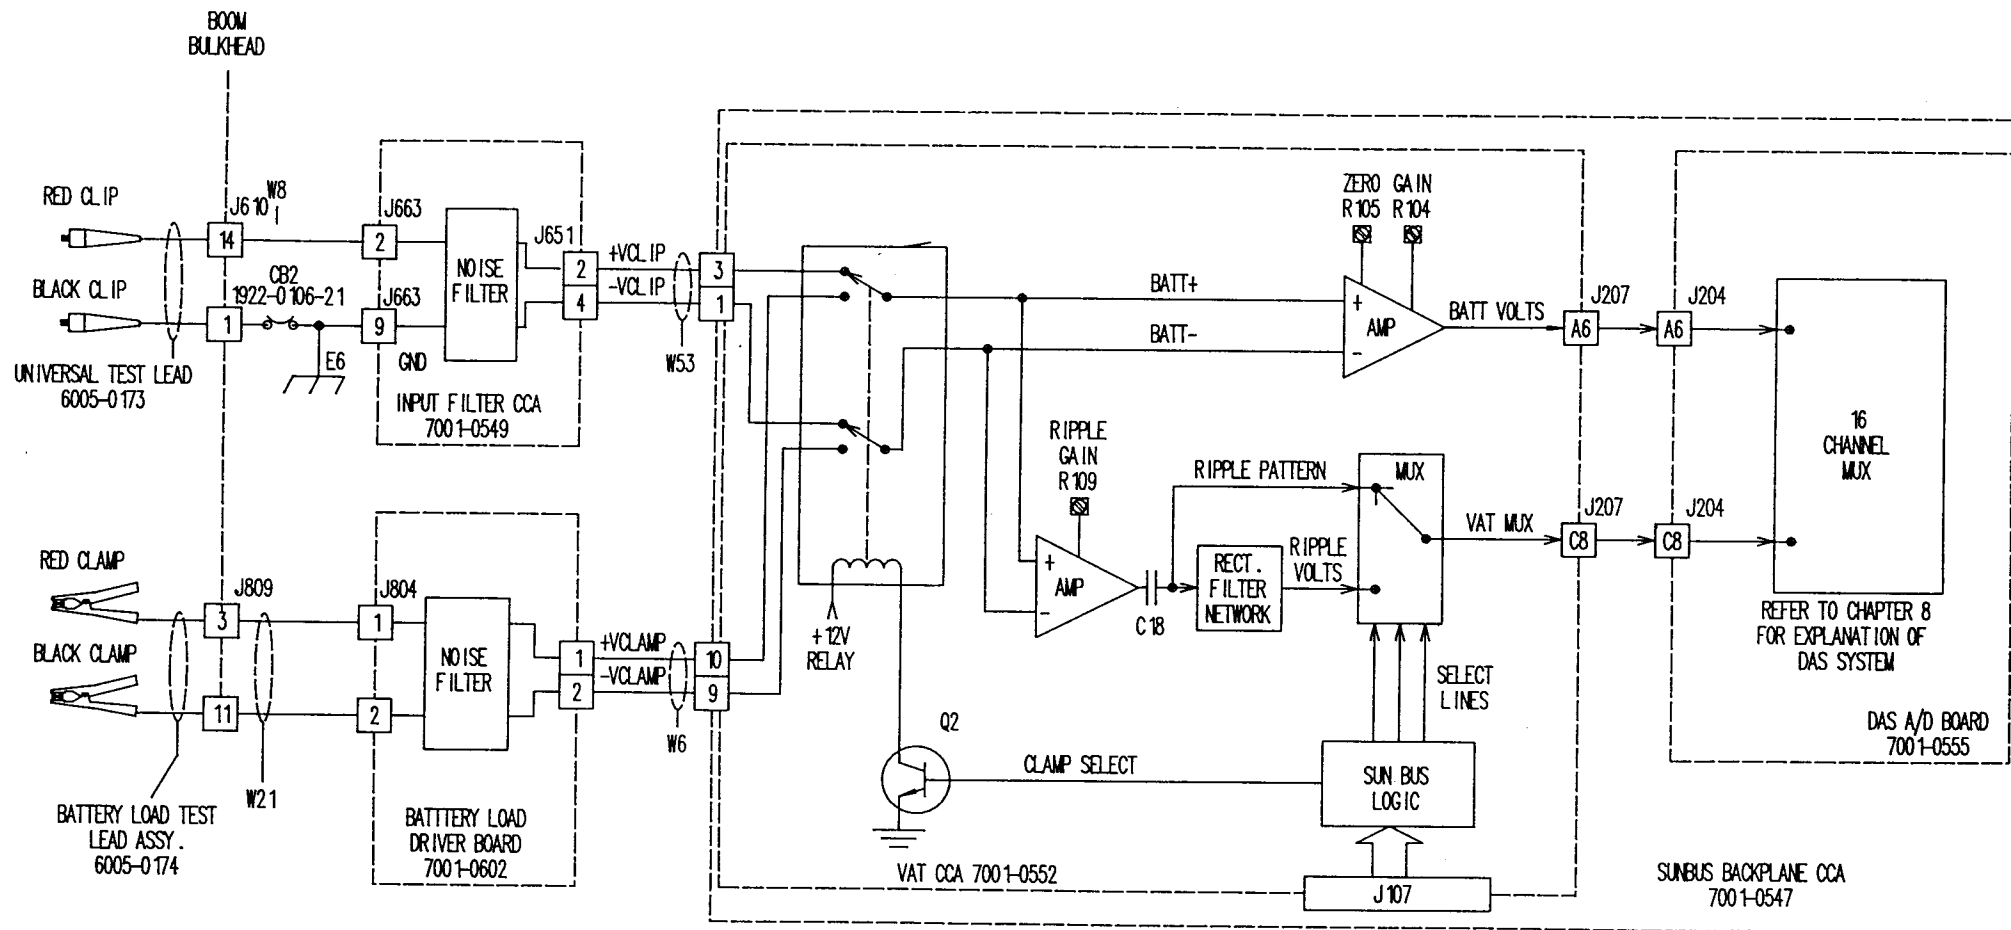 BOOM
BULKHEAD
RED CLIP
J610
W8
14
J663
2
BLACK CLIP
CB2
1922-0106-21
1
J663
9
E6
GND
UNIVERSAL TEST LEAD
6005-0173
NOISE
FILTER
J651
2
4
INPUT FILTER CCA
7001-0549
+VCLIP
-VCLIP
W53
3
1
RED CLAMP
J809
3
BLACK CLAMP
11
W21
BATTERY LOAD TEST
LEAD ASSY.
6005-0174
J804
1
2
NOISE
FILTER
1
2
BATTTERY LOAD
DRIVER BOARD
7001-0602
+VCLAMP
-VCLAMP
W6
10
9
+12V
RELAY
Q2
CLAMP SELECT
VAT CCA 7001-0552
BATT+
BATT-
ZERO
R105
GAIN
R104
+
-
AMP
BATT VOLTS
J207
A6
J204
A6
RIPPLE
GAIN
R109
+
-
AMP
C18
RIPPLE PATTERN
RECT.
FILTER
NETWORK
RIPPLE
VOLTS
MUX
VAT MUX
J207
C8
J204
C8
SELECT
LINES
SUN BUS
LOGIC
J107
16
CHANNEL
MUX
REFER TO CHAPTER 8
FOR EXPLANATION OF
DAS SYSTEM
DAS A/D BOARD
7001-0555
SUNBUS BACKPLANE CCA
7001-0547